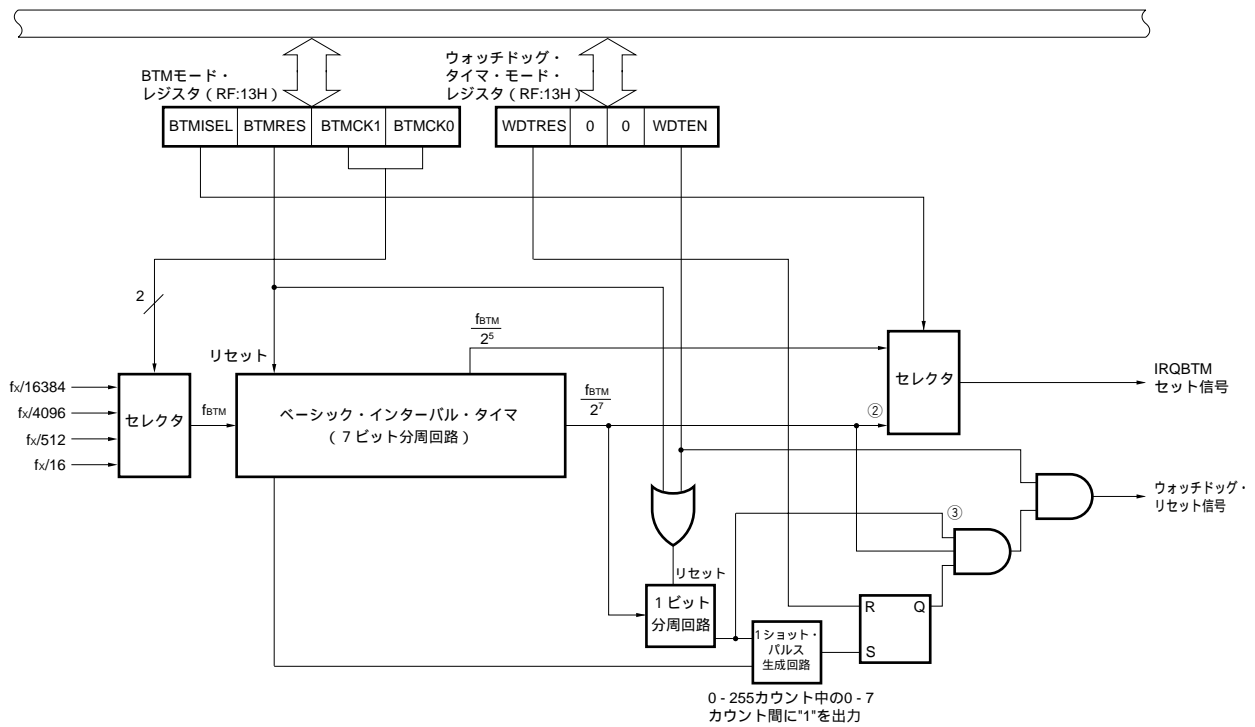 BTMモード・
レジスタ（RF:13H）
ウォッチドッグ・
タイマ・モード・
レジスタ（RF:13H）
BTMISEL BTMRES BTMCK1 BTMCK0
WDTRES 0 0 WDTEN
2
リセット
fBTM
2^5
fX/16384
fX/4096
fX/512
fX/16
セレクタ
fBTM
ベーシック・インターバル・タイマ
（７ビット分周回路）
fBTM
2^7
②
セレクタ
IRQBTM
セット信号
③
ウォッチドッグ・
リセット信号
リセット
１ビット
分周回路
１ショット・
パルス
生成回路
R Q
S
0 - 255カウント中の0 - 7
カウント間に"1"を出力